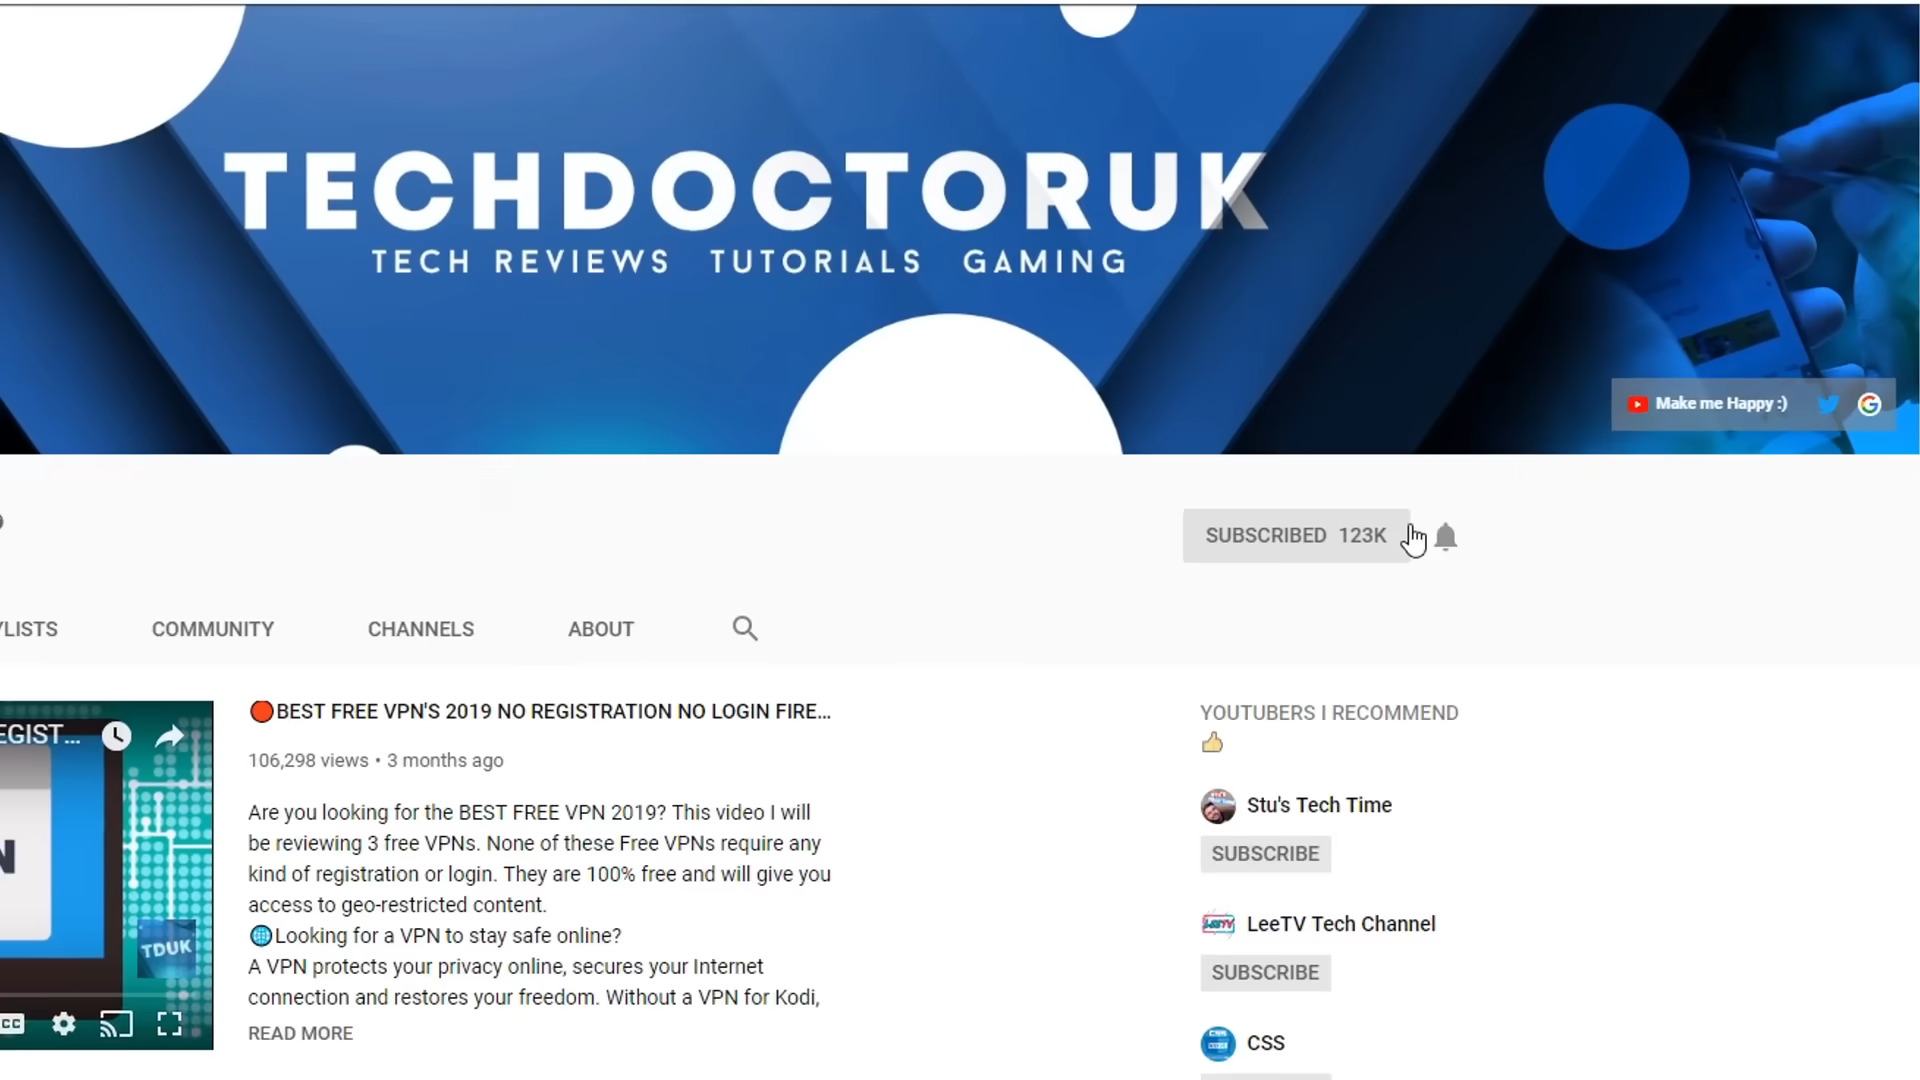 TECHDOCTORUK
TECH REVIEWS TUTORIALS GAMING
Make me Happy :)
SUBSCRIBED 123K
COMMUNITY
CHANNELS
ABOUT
BEST FREE VPN'S 2019 NO REGISTRATION NO LOGIN FIRE...
106,298 views • 3 months ago
Are you looking for the BEST FREE VPN 2019? This video I will
be reviewing 3 free VPNs. None of these Free VPNs require any
kind of registration or login. They are 100% free and will give you
access to geo-restricted content.
Looking for a VPN to stay safe online?
A VPN protects your privacy online, secures your Internet
connection and restores your freedom. Without a VPN for Kodi,
READ MORE
TDUK
CC
YOUTUBERS I RECOMMEND
Stu's Tech Time
SUBSCRIBE
LeeTV Tech Channel
SUBSCRIBE
CSS